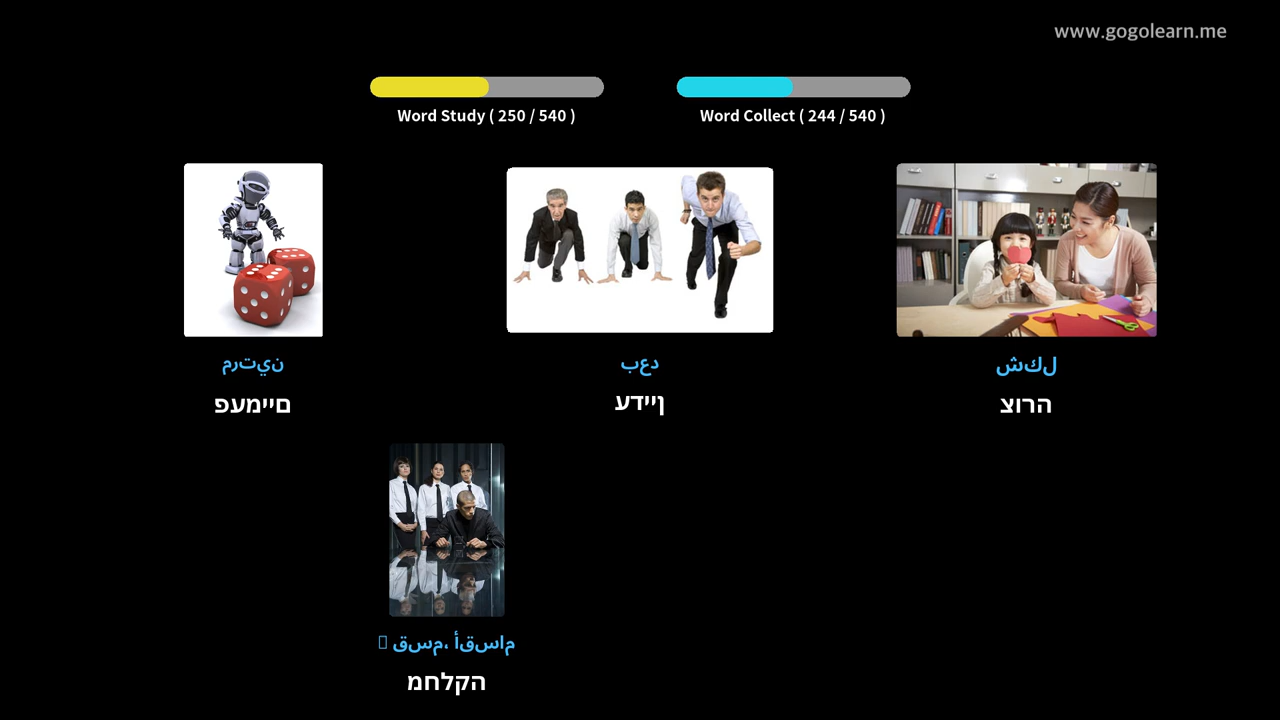 www.gogolearn.me
Word Study ( 250 / 540 )
Word Collect ( 244 / 540 )
مرتين
פעמיים
بعد
עדיין
شكل
צורה
قسم، أقسام
מחלקה